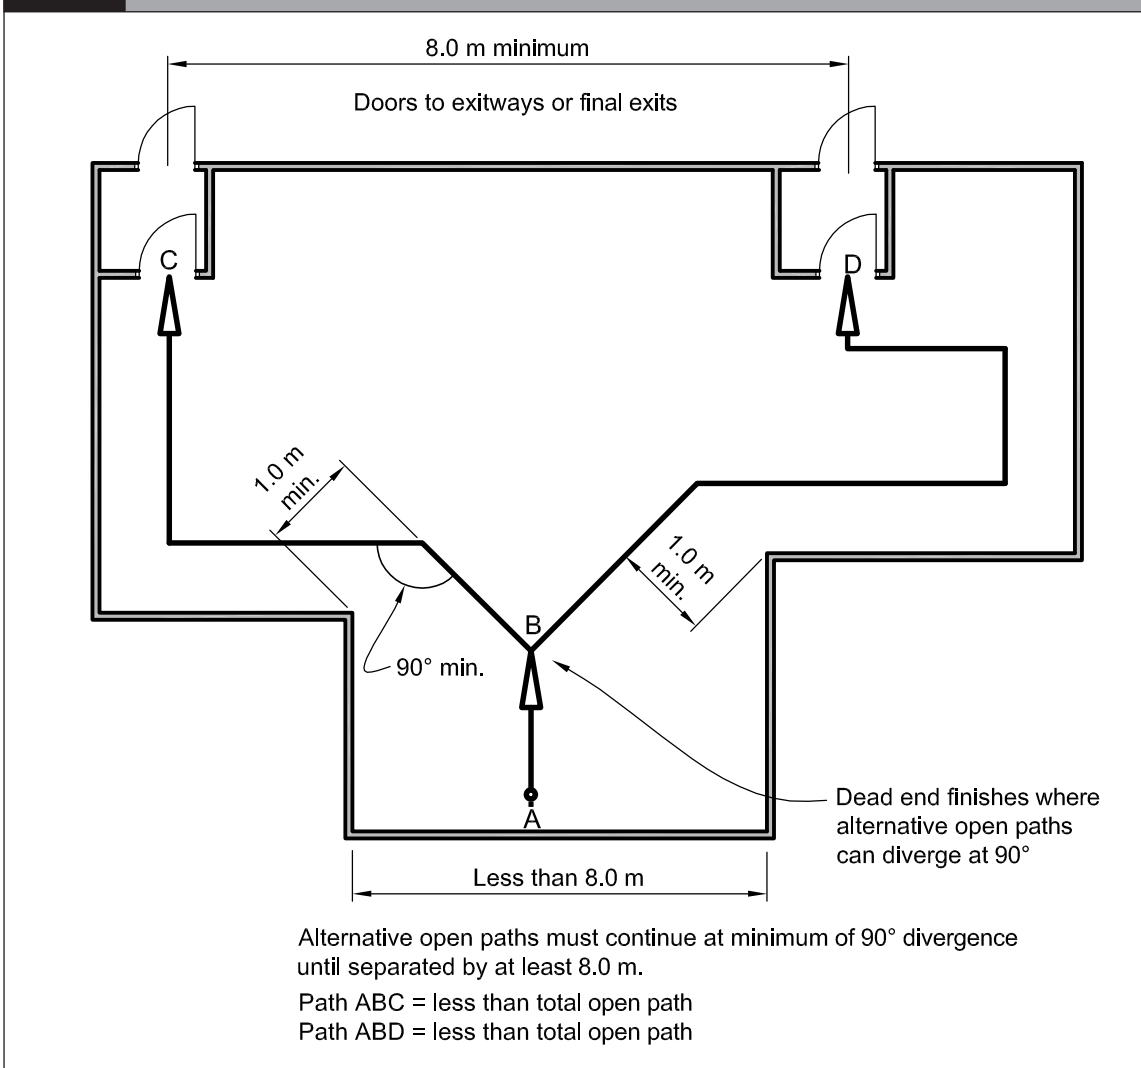 8.0 m minimum
Doors to exitways or final exits
C
D
1.0 m
min.
1.0 m
min.
B
90° min.
A
Dead end finishes where
alternative open paths
can diverge at 90°
Less than 8.0 m
Alternative open paths must continue at minimum of 90° divergence
until separated by at least 8.0 m.
Path ABC = less than total open path
Path ABD = less than total open path